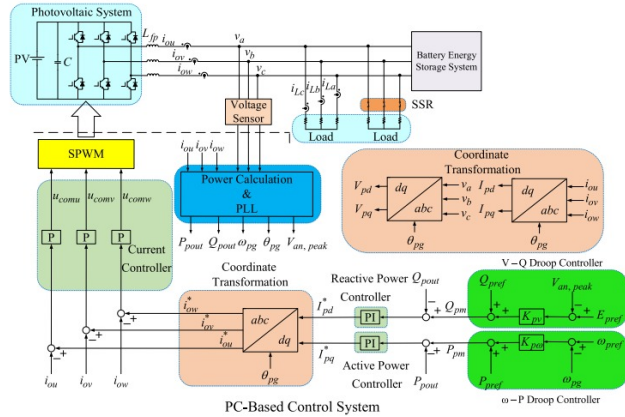 Photovoltaic System
PV
C
L_fp i_ou
i_ov
i_ow
v_a
v_b
v_c
Battery Energy
Storage System
i_Lc i_Lb i_La
SSR
Voltage
Sensor
Load
Load
SPWM
i_ou i_ov i_ow
Power Calculation
&
PLL
P_pout Q_pout ω_pg θ_pg V_an, peak
u_comu u_comv u_comw
P P P
Current
Controller
Coordinate
Transformation
V_pd
V_pq
dq
abc
v_a
v_b
v_c
θ_pg
I_pd
I_pq
dq
abc
i_ou
i_ov
i_ow
θ_pg
V-Q Droop Controller
Coordinate
Transformation
i*_ov
i*_ov
i*_ou
abc
dq
θ_pg
Reactive Power
Controller
I*_pd
PI
Q_pout
Q_pm
− +
Q_pref
+ +
K_pv
V_an, peak
− +
E_pref
I*_pq
PI
Active Power
Controller
P_pm
+ −
P_pout
+ +
P_pref
K_pω
+ −
ω_pref
ω_pg
ω-P Droop Controller
− + − + − +
i_ou i_ov i_ow
PC-Based Control System